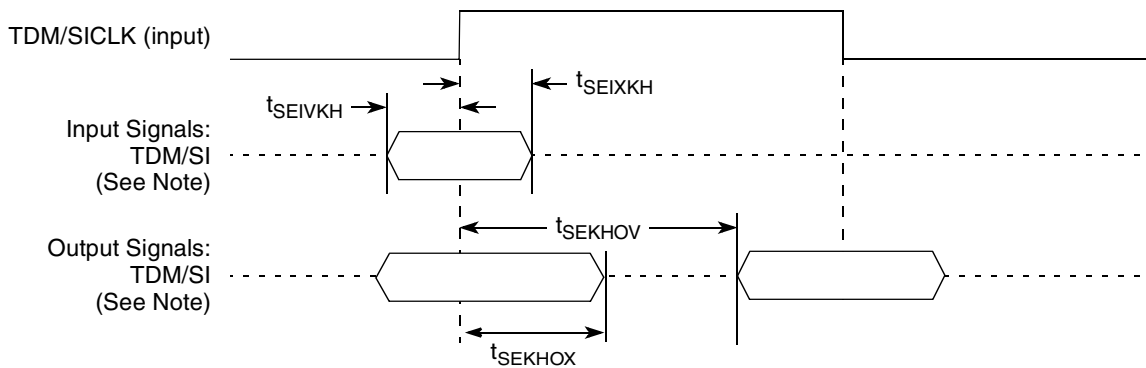 TDM/SICLK (input)
tSEIXKH
tSEIVKH
Input Signals:
TDM/SI
(See Note)
tSEKHOV
Output Signals:
TDM/SI
(See Note)
tSEKHOX